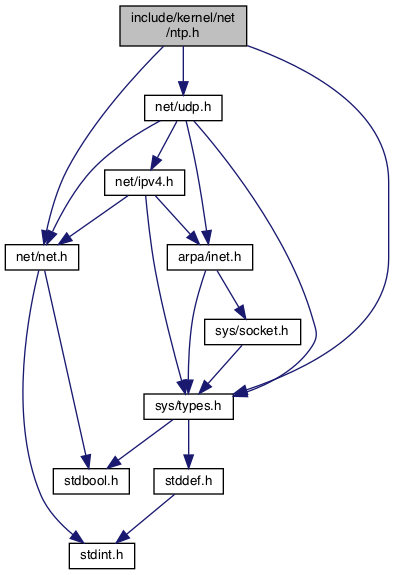 include/kernel/net
/ntp.h
net/udp.h
net/ipv4.h
net/net.h
arpa/inet.h
sys/socket.h
sys/types.h
stdbool.h
stddef.h
stdint.h